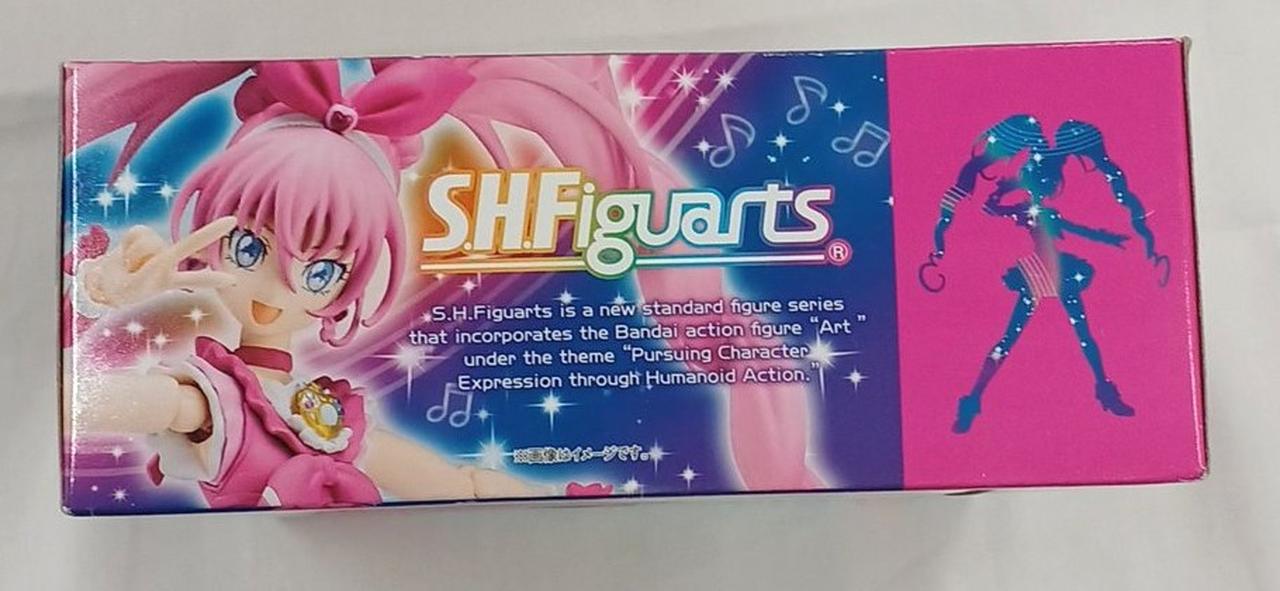 S.H.Figuarts ®
S.H.Figuarts is a new standard figure series
that incorporates the Bandai action figure “Art ”
under the theme “Pursuing Character
Expression through Humanoid Action.”
※画像はイメージです。